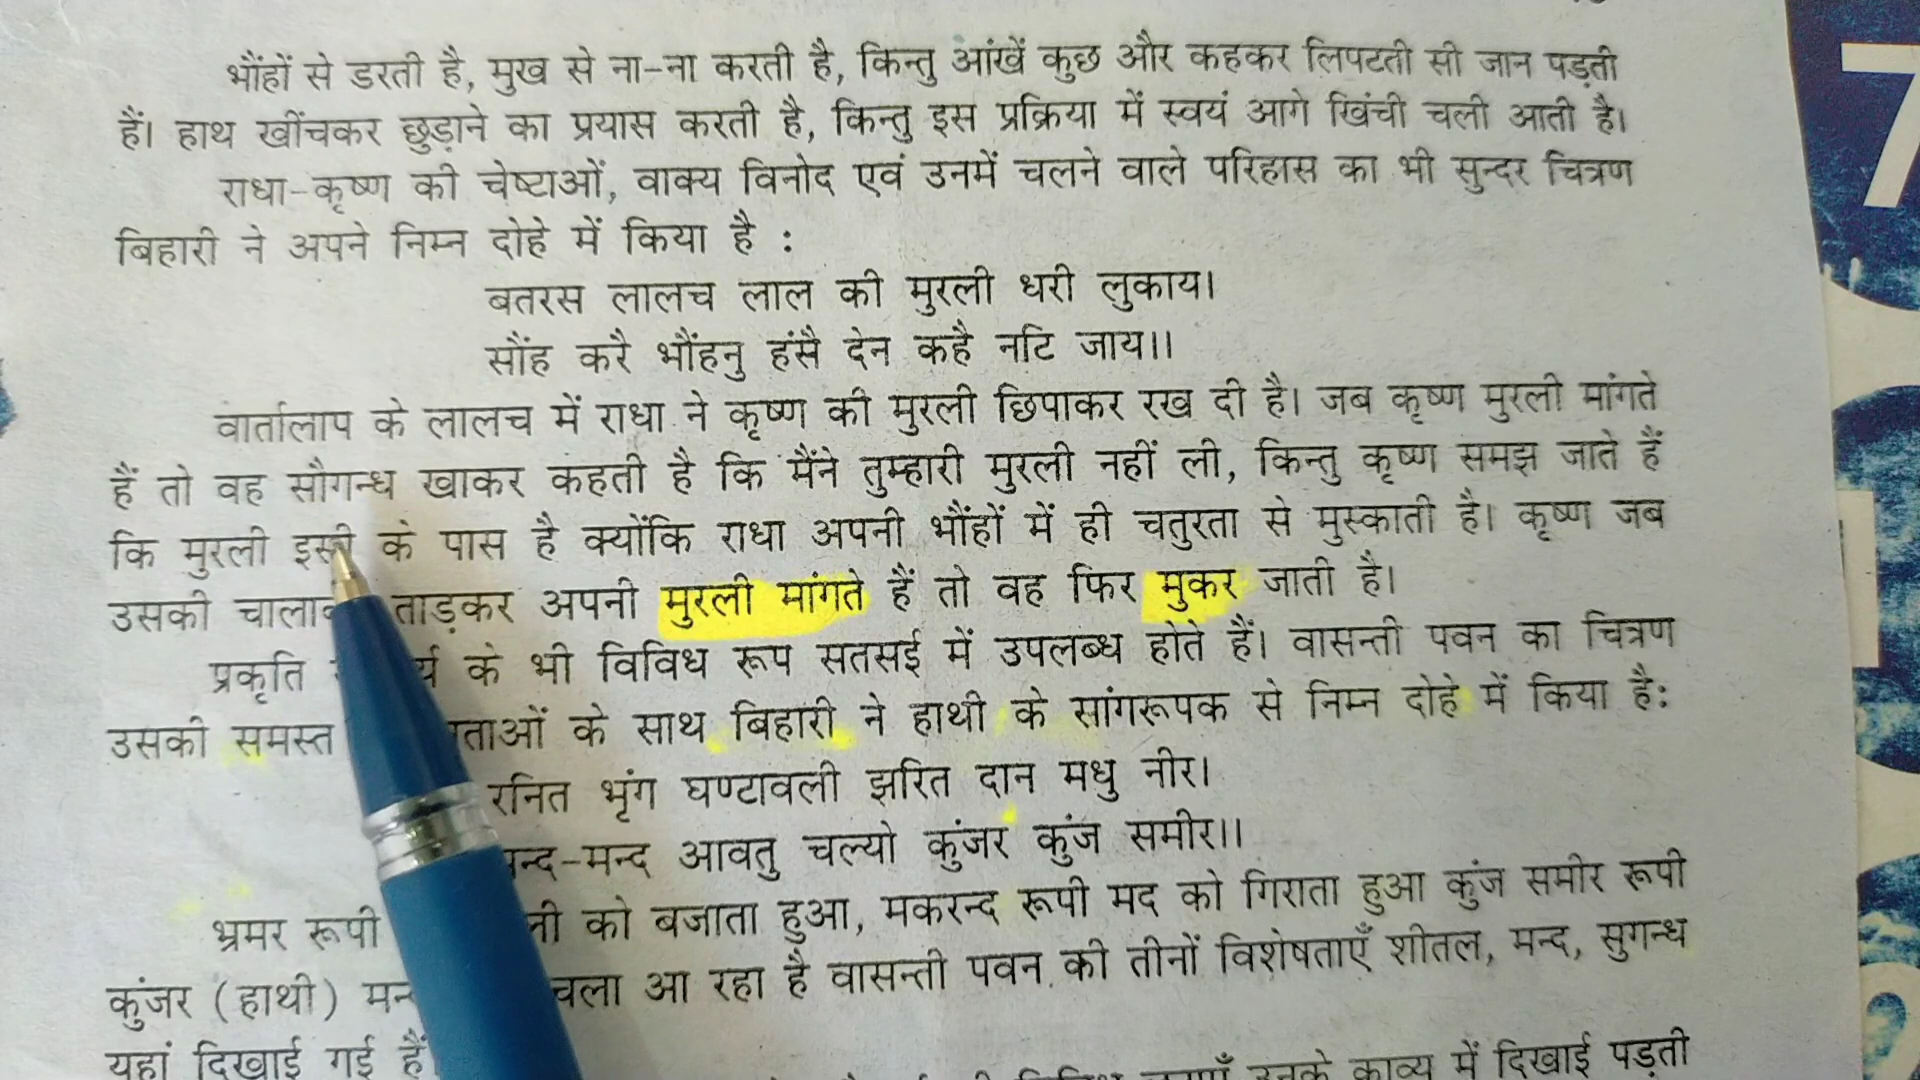 भौंहों से डरती है, मुख से ना-ना करती है, किन्तु आंखें कुछ और कहकर लिपटती सी जान पड़ती
हैं। हाथ खींचकर छुड़ाने का प्रयास करती है, किन्तु इस प्रक्रिया में स्वयं आगे खिंची चली आती है।
राधा-कृष्ण की चेष्टाओं, वाक्य विनोद एवं उनमें चलने वाले परिहास का भी सुन्दर चित्रण
बिहारी ने अपने निम्न दोहे में किया है :
बतरस लालच लाल की मुरली धरी लुकाय।
सौंह करै भौंहनु हंसै देन कहै नटि जाय।।
वार्तालाप के लालच में राधा ने कृष्ण की मुरली छिपाकर रख दी है। जब कृष्ण मुरली मांगते
हैं तो वह सौगन्ध खाकर कहती है कि मैंने तुम्हारी मुरली नहीं ली, किन्तु कृष्ण समझ जाते हैं
कि मुरली इसी के पास है क्योंकि राधा अपनी भौंहों में ही चतुरता से मुस्काती है। कृष्ण जब
उसकी ताड़कर अपनी मुरली मांगते हैं तो वह फिर मुकर जाती है।
प्रकृति के भी विविध रूप सतसई में उपलब्ध होते हैं। वासन्ती पवन का चित्रण
उसकी समस्त के साथ बिहारी ने हाथी के सांगरूपक से निम्न दोहे में किया है:
रनित भृंग घण्टावली झरित दान मधु नीर।
मन्द-मन्द आवतु चल्यो कुंजर कुंज समीर।।
भ्रमर रूपी को बजाता हुआ, मकरन्द रूपी मद को गिराता हुआ कुंज समीर रूपी
कुंजर (हाथी) चला आ रहा है वासन्ती पवन की तीनों विशेषताएँ शीतल, मन्द, सुगन्ध
यहां दिखाई गई हैं
उनके काव्य में दिखाई पड़ती
7